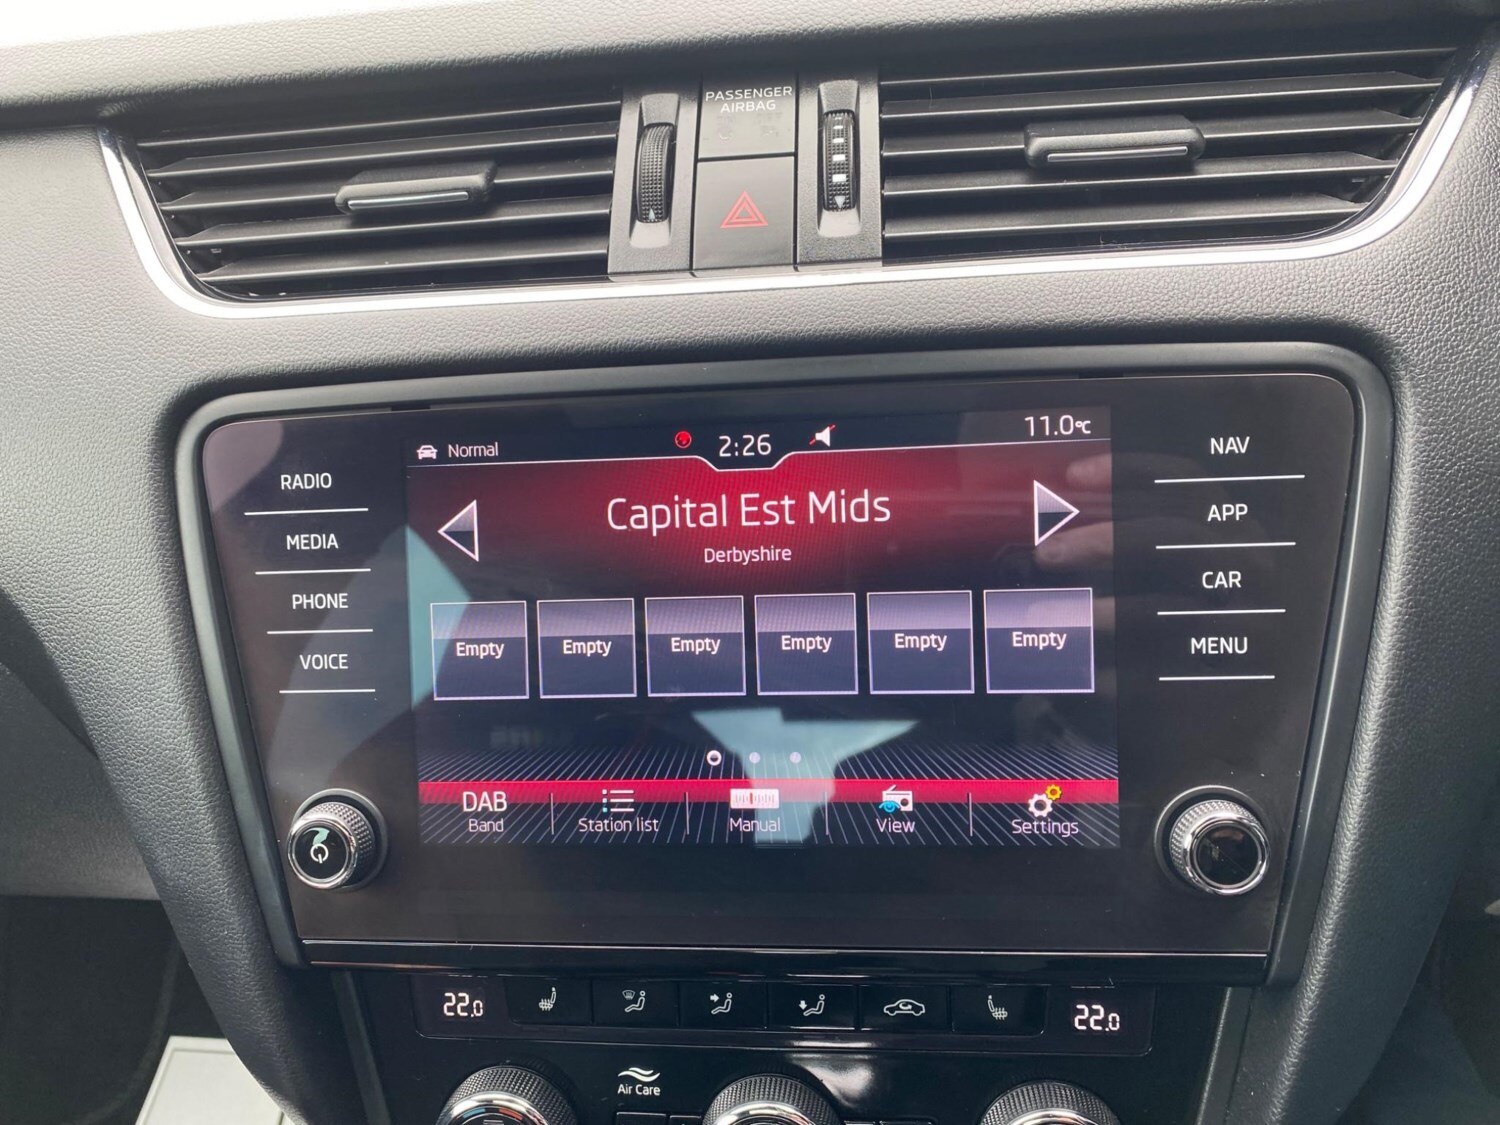 PASSENGER
AIRBAG
RADIO
MEDIA
PHONE
VOICE
Normal
2:26
11.0°C
Capital Est Mids
Derbyshire
Empty Empty Empty Empty Empty Empty
DAB
Band
Station list
Manual
View
Settings
NAV
APP
CAR
MENU
22.0
22.0
Air Care